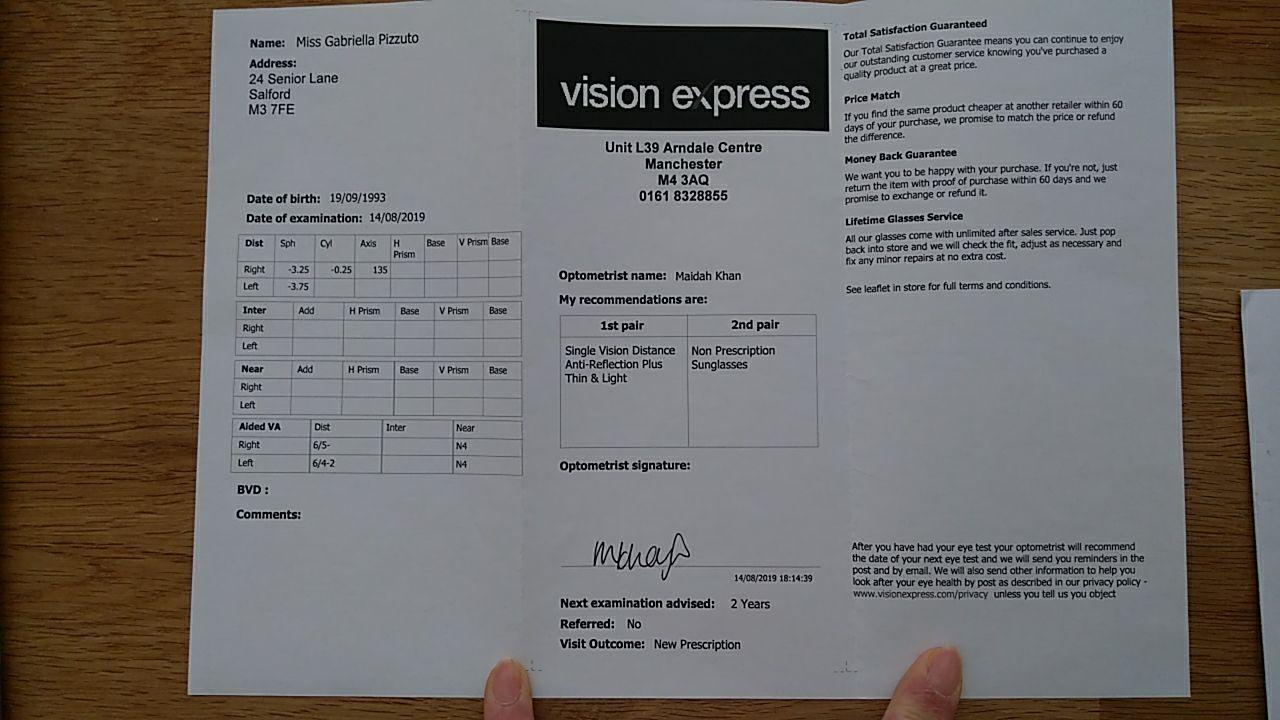 Name: Miss Gabriella Pizzuto
Address:
24 Senior Lane
Salford
M3 7FE
Date of birth: 19/09/1993
Date of examination: 14/08/2019
Dist Sph Cyl Axis H Prism Base V Prism Base
Right -3.25 -0.25 135
Left -3.75
Inter Add H Prism Base V Prism Base
Right
Left
Near Add H Prism Base V Prism Base
Right
Left
Aided VA Dist Inter Near
Right 6/5- N4
Left 6/4-2 N4
BVD :
Comments:
vision express
Unit L39 Arndale Centre
Manchester
M4 3AQ
0161 8328855
Optometrist name: Maidah Khan
My recommendations are:
1st pair 2nd pair
Single Vision Distance Non Prescription
Anti-Reflection Plus Sunglasses
Thin & Light
Optometrist signature:
14/08/2019 18:14:39
Next examination advised: 2 Years
Referred: No
Visit Outcome: New Prescription
Total Satisfaction Guaranteed
Our Total Satisfaction Guarantee means you can continue to enjoy
our outstanding customer service knowing you've purchased a
quality product at a great price.
Price Match
If you find the same product cheaper at another retailer within 60
days of your purchase, we promise to match the price or refund
the difference.
Money Back Guarantee
We want you to be happy with your purchase. If you're not, just
return the item with proof of purchase within 60 days and we
promise to exchange or refund it.
Lifetime Glasses Service
All our glasses come with unlimited after sales service. Just pop
back into store and we will check the fit, adjust as necessary and
fix any minor repairs at no extra cost.
See leaflet in store for full terms and conditions.
After you have had your eye test your optometrist will recommend
the date of your next eye test and we will send you reminders in the
post and by email. We will also send other information to help you
look after your eye health by post as described in our privacy policy -
www.visionexpress.com/privacy unless you tell us you object